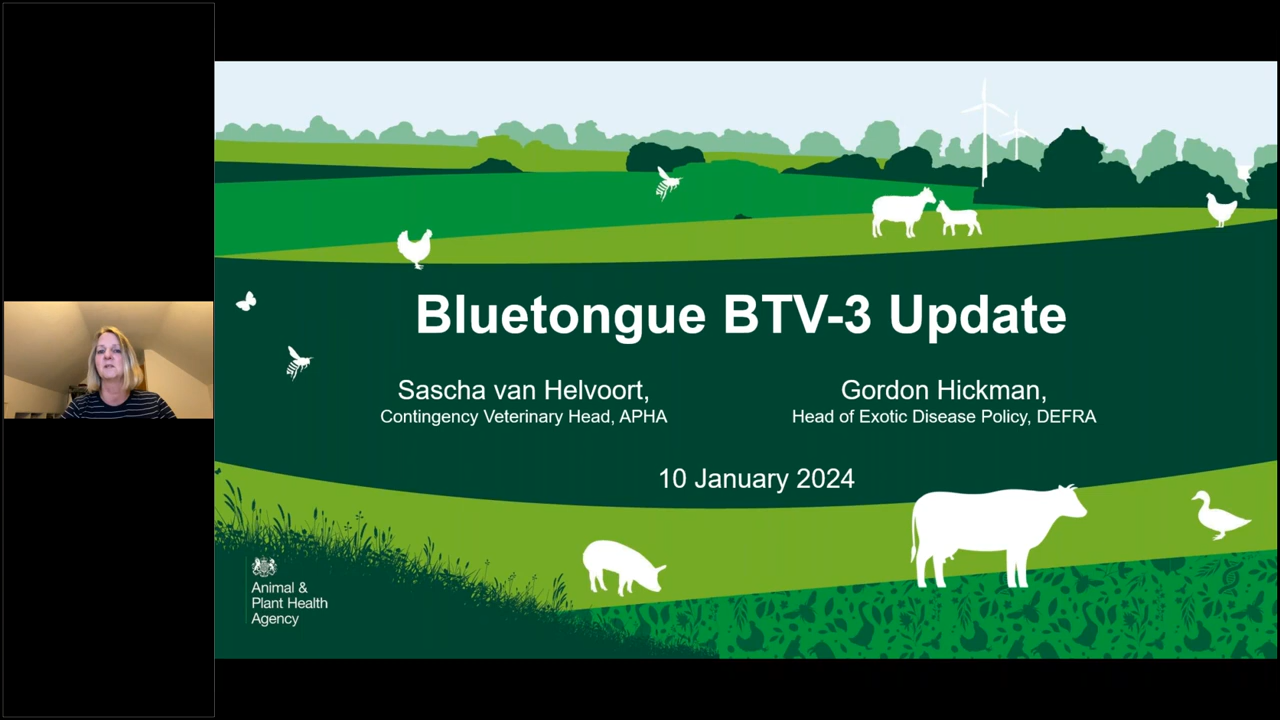 Bluetongue BTV-3 Update
Sascha van Helvoort,
Contingency Veterinary Head, APHA
Gordon Hickman,
Head of Exotic Disease Policy, DEFRA
10 January 2024
Animal &
Plant Health
Agency